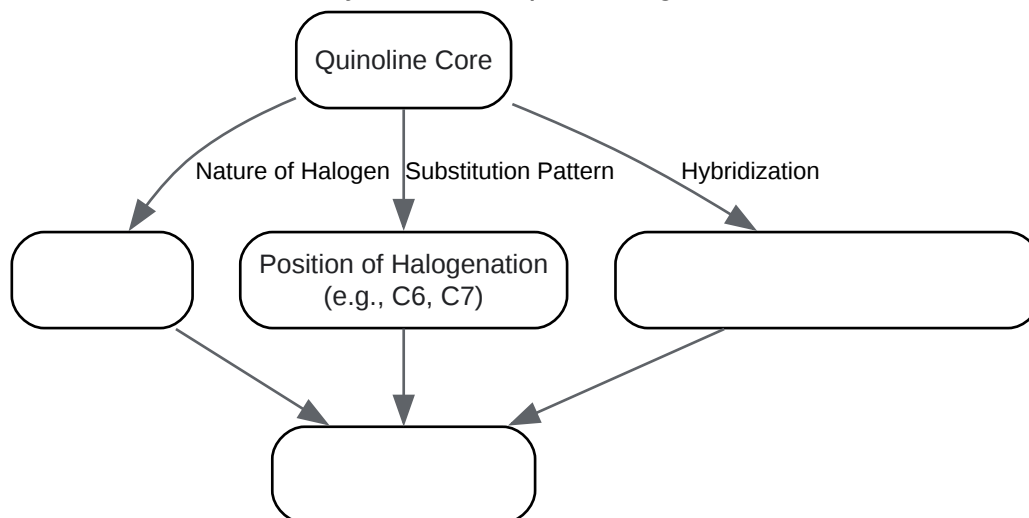 Quinoline Core
Nature of Halogen
Substitution Pattern
Hybridization
Position of Halogenation
(e.g., C6, C7)